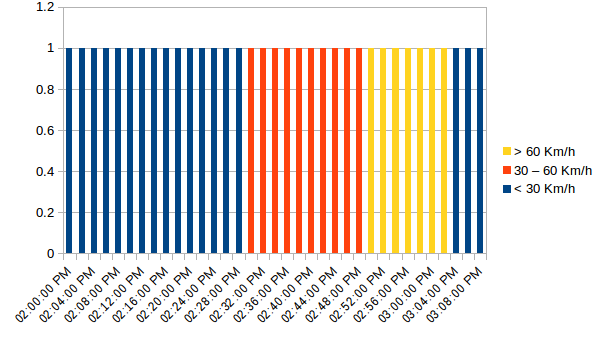 1.2
1
0.8
0.6
0.4
0.2
0
> 60 Km/h
30 – 60 Km/h
< 30 Km/h
02:00:00 PM
02:04:00 PM
02:08:00 PM
02:12:00 PM
02:16:00 PM
02:20:00 PM
02:24:00 PM
02:28:00 PM
02:32:00 PM
02:36:00 PM
02:40:00 PM
02:44:00 PM
02:48:00 PM
02:52:00 PM
02:56:00 PM
03:00:00 PM
03:04:00 PM
03:08:00 PM